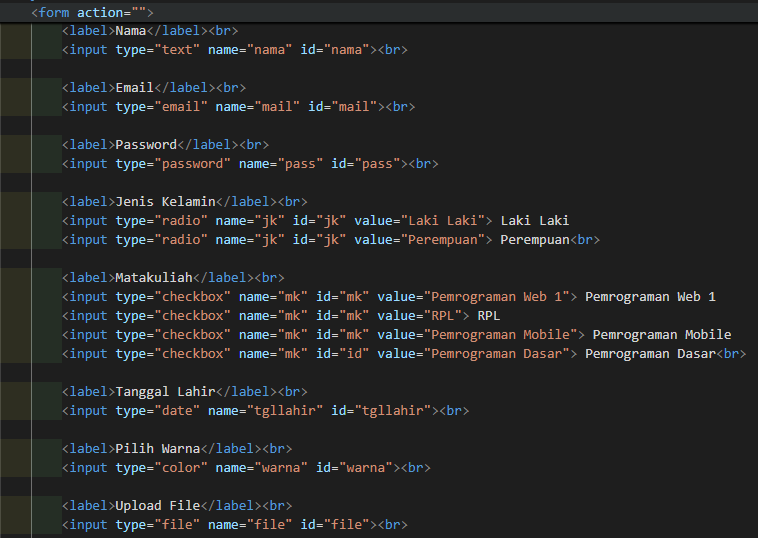 <form action="">
<label>Nama</label><br>
<input type="text" name="nama" id="nama"><br>
<label>Email</label><br>
<input type="email" name="mail" id="mail"><br>
<label>Password</label><br>
<input type="password" name="pass" id="pass"><br>
<label>Jenis Kelamin</label><br>
<input type="radio" name="jk" id="jk" value="Laki Laki"> Laki Laki
<input type="radio" name="jk" id="jk" value="Perempuan"> Perempuan<br>
<label>Matakuliah</label><br>
<input type="checkbox" name="mk" id="mk" value="Pemrograman Web 1"> Pemrograman Web 1
<input type="checkbox" name="mk" id="mk" value="RPL"> RPL
<input type="checkbox" name="mk" id="mk" value="Pemrograman Mobile"> Pemrograman Mobile
<input type="checkbox" name="mk" id="id" value="Pemrograman Dasar"> Pemrograman Dasar<br>
<label>Tanggal Lahir</label><br>
<input type="date" name="tgllahir" id="tgllahir"><br>
<label>Pilih Warna</label><br>
<input type="color" name="warna" id="warna"><br>
<label>Upload File</label><br>
<input type="file" name="file" id="file"><br>